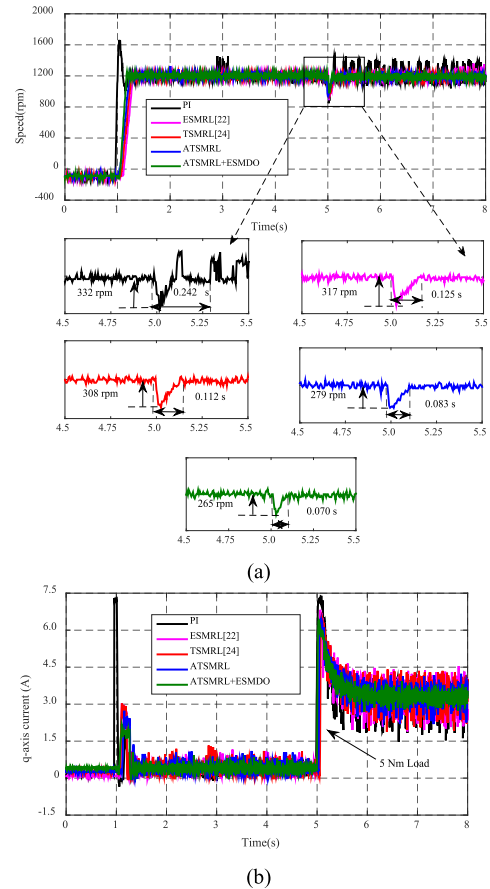 2000
1600
1200
800
400
0
-400
Speed(rpm)
PI
ESMRL[22]
TSMRL[24]
ATSMRL
ATSMRL+ESMDO
0 1 2 3 4 5 6 7 8
Time(s)
332 rpm
0.242 s
4.5 4.75 5.0 5.25 5.5
317 rpm
0.125 s
4.5 4.75 5.0 5.25 5.5
308 rpm
0.112 s
4.5 4.75 5.0 5.25 5.5
279 rpm
0.083 s
4.5 4.75 5.0 5.25 5.5
265 rpm
0.070 s
4.5 4.75 5.0 5.25 5.5
(a)
7.5
6.0
4.5
3.0
1.5
0
-1.5
q-axis current (A)
PI
ESMRL[22]
TSMRL[24]
ATSMRL
ATSMRL+ESMDO
5 Nm Load
0 1 2 3 4 5 6 7 8
Time(s)
(b)